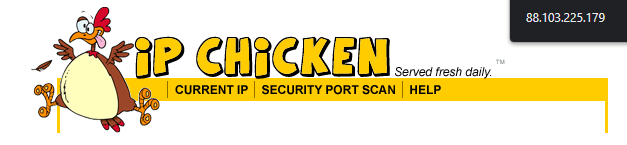 88.103.225.179
iP CHiCKEN
Served fresh daily.™
CURRENT IP | SECURITY PORT SCAN | HELP